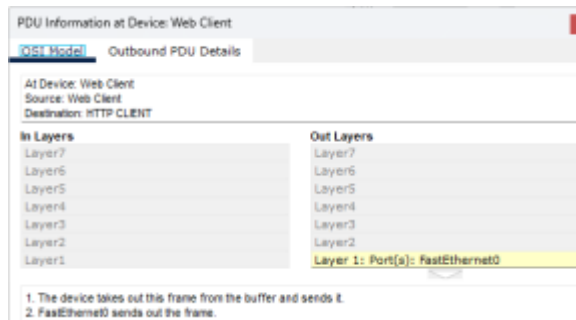 PDU Information at Device: Web Client
OSI Model Outbound PDU Details
At Device: Web Client
Source: Web Client
Destination: HTTP CLIENT
In Layers Out Layers
Layer7 Layer7
Layer6 Layer6
Layer5 Layer5
Layer4 Layer4
Layer3 Layer3
Layer2 Layer2
Layer1 Layer 1: Port(s): FastEthernet0
1. The device takes out this frame from the buffer and sends it.
2. FastEthernet0 sends out the frame.